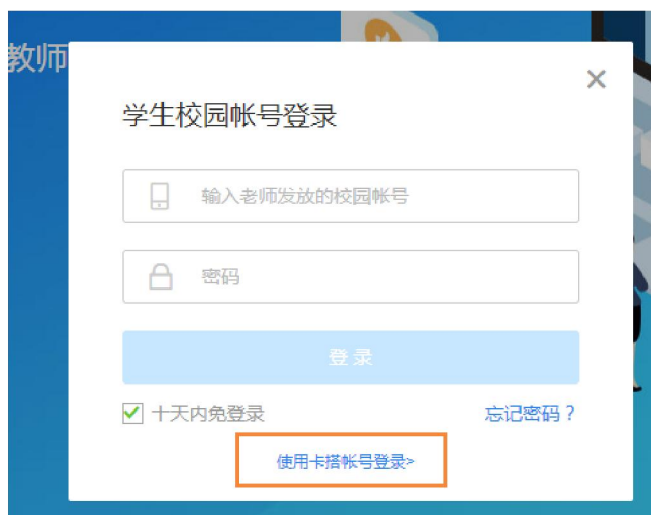 教师
×
学生校园帐号登录
输入老师发放的校园帐号
密码
登录
十天内免登录
忘记密码？
使用卡搭帐号登录>